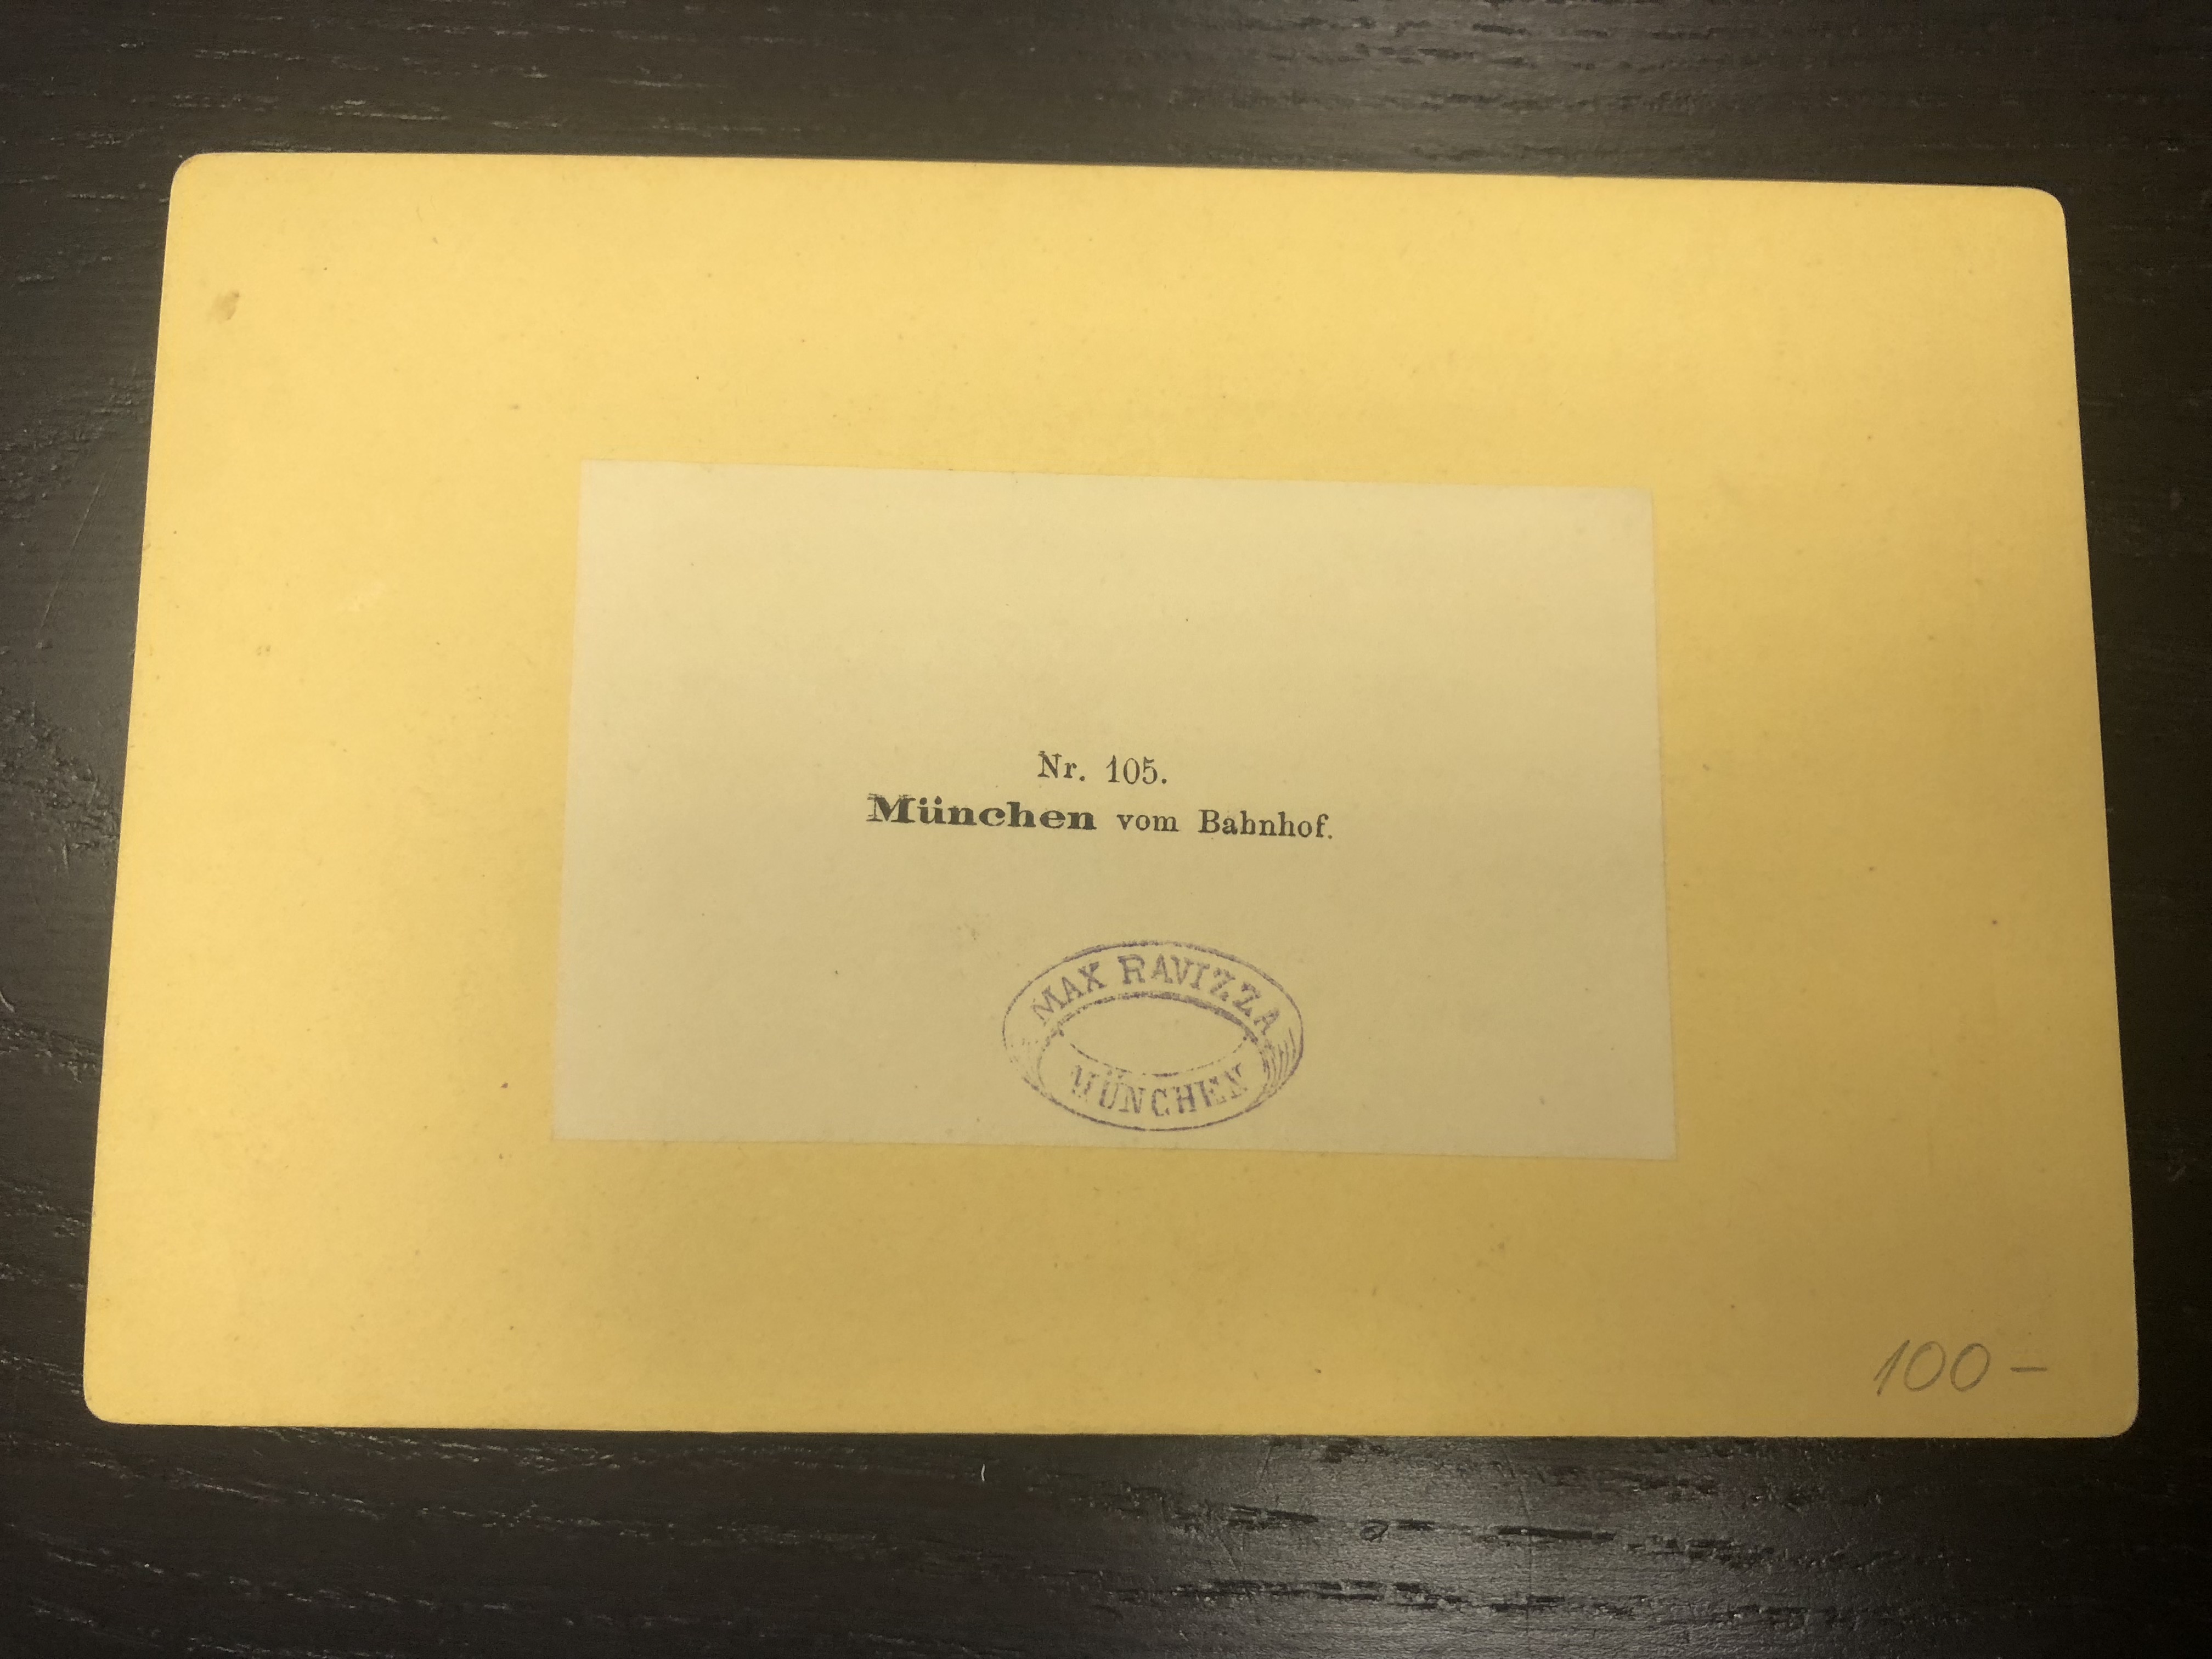 Nr. 105.
München vom Bahnhof.
MAX RAVIZZA
MÜNCHEN
100 –